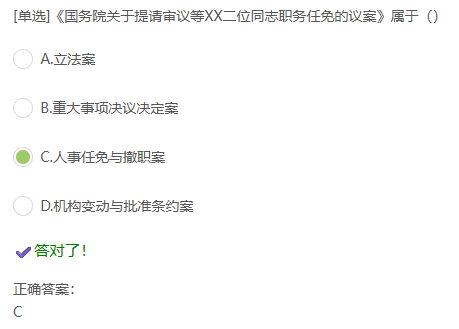 [单选]《国务院关于提请审议等XX二位同志职务任免的议案》属于（）
A.立法案
B.重大事项决议决定案
C.人事任免与撤职案
D.机构变动与批准条约案
答对了！
正确答案：
C